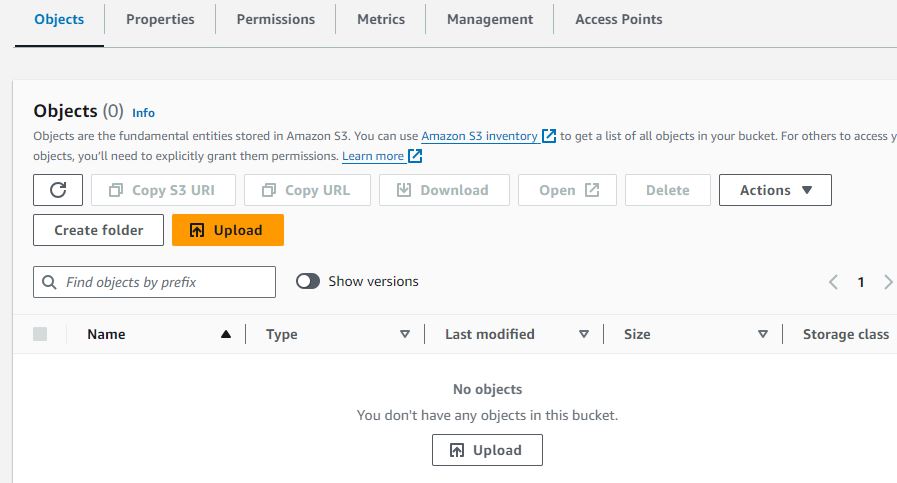 Objects Properties Permissions Metrics Management Access Points
Objects (0) Info
Objects are the fundamental entities stored in Amazon S3. You can use Amazon S3 inventory to get a list of all objects in your bucket. For others to access
objects, you'll need to explicitly grant them permissions. Learn more
Copy S3 URI Copy URL Download Open Delete Actions
Create folder Upload
Find objects by prefix Show versions 1
Name Type Last modified Size Storage class
No objects
You don't have any objects in this bucket.
Upload